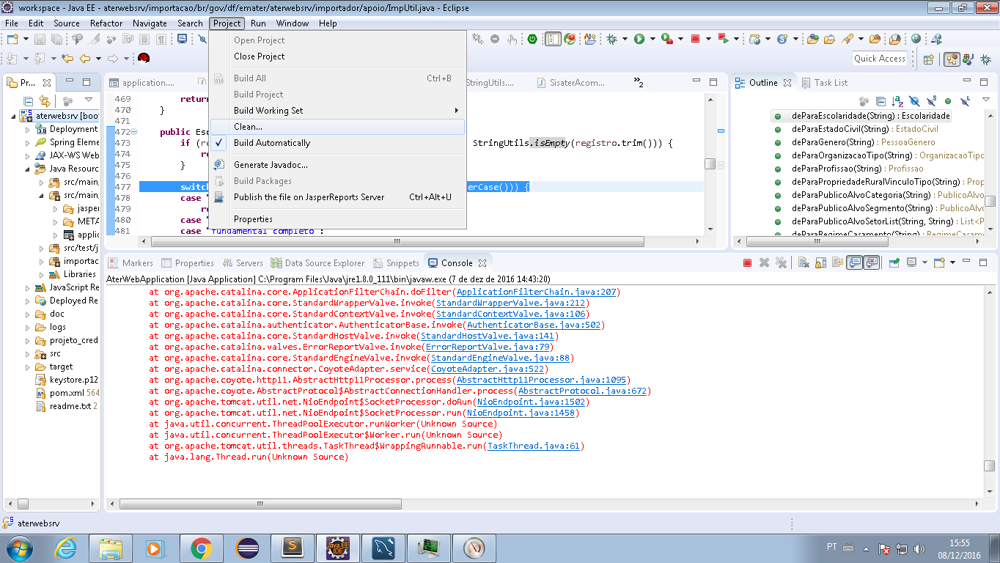 workspace - Java EE - aterwebsrv/importacao/br/gov/df/emater/aterwebsrv/importador/apoio/ImpUtil.java - Eclipse
File Edit Source Refactor Navigate Search Project Run Window Help
Quick Access
Open Project
Close Project
Build All Ctrl+B
Build Project
Build Working Set
Clean...
Build Automatically
Generate Javadoc...
Build Packages
Publish the file on JasperReports Server Ctrl+Alt+U
Properties
Pr...
aterwebsrv [boot
Deployment
Spring Eleme
JAX-WS Web
Java Resourc
src/main,
src/main,
jasper
META
applic
src/test/j
importac
Libraries
JavaScript Re
Deployed Re
doc
logs
projeto_cred
src
target
keystore.p12
pom.xml 564
readme.txt 2
application....
StringUtils....
SisaterAcom...
2
469 return
470 }
471
472 public Esc
473 if (re StringUtils.isEmpty(registro.trim())) {
474 re
475 }
476
477 switch erCase())) {
478 case "
479 re
480 case "
481 case "fundamental completo":
Outline Task List
deParaEscolaridade(String) : Escolaridade
deParaEstadoCivil(String) : EstadoCivil
deParaGenero(String) : PessoaGenero
deParaOrganizacaoTipo(String) : OrganizacaoTipc
deParaProfissao(String) : Profissao
deParaPropriedadeRuralVinculoTipo(String) : Prop
deParaPublicoAlvoCategoria(String) : PublicoAlvo
deParaPublicoAlvoSegmento(String) : PublicoAlvo
deParaPublicoAlvoSetorList(String, String) : List<P
deParaRegimeCasamento(String) : RegimeCasam
Markers Properties Servers Data Source Explorer Snippets Console
AterWebApplication [Java Application] C:\Program Files\Java\jre1.8.0_111\bin\javaw.exe (7 de dez de 2016 14:43:20)
at org.apache.catalina.core.ApplicationFilterChain.doFilter(ApplicationFilterChain.java:207)
at org.apache.catalina.core.StandardWrapperValve.invoke(StandardWrapperValve.java:212)
at org.apache.catalina.core.StandardContextValve.invoke(StandardContextValve.java:106)
at org.apache.catalina.authenticator.AuthenticatorBase.invoke(AuthenticatorBase.java:502)
at org.apache.catalina.core.StandardHostValve.invoke(StandardHostValve.java:141)
at org.apache.catalina.valves.ErrorReportValve.invoke(ErrorReportValve.java:79)
at org.apache.catalina.core.StandardEngineValve.invoke(StandardEngineValve.java:88)
at org.apache.catalina.connector.CoyoteAdapter.service(CoyoteAdapter.java:522)
at org.apache.coyote.http11.AbstractHttp11Processor.process(AbstractHttp11Processor.java:1095)
at org.apache.coyote.AbstractProtocol$AbstractConnectionHandler.process(AbstractProtocol.java:672)
at org.apache.tomcat.util.net.NioEndpoint$SocketProcessor.doRun(NioEndpoint.java:1502)
at org.apache.tomcat.util.net.NioEndpoint$SocketProcessor.run(NioEndpoint.java:1458)
at java.util.concurrent.ThreadPoolExecutor.runWorker(Unknown Source)
at java.util.concurrent.ThreadPoolExecutor$Worker.run(Unknown Source)
at org.apache.tomcat.util.threads.TaskThread$WrappingRunnable.run(TaskThread.java:61)
at java.lang.Thread.run(Unknown Source)
aterwebsrv
Java EE
IDE
PT
15:55
08/12/2016